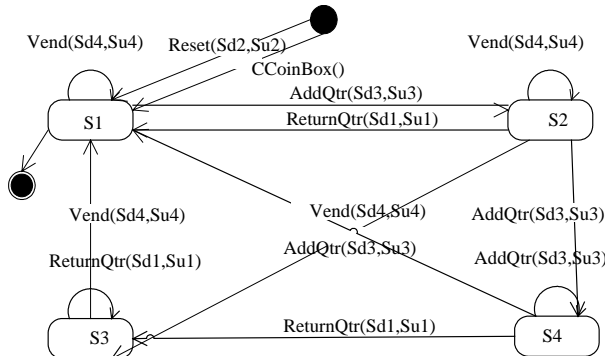 Vend(Sd4,Su4)
Reset(Sd2,Su2)
Vend(Sd4,Su4)
CCoinBox()
AddQtr(Sd3,Su3)
S1
ReturnQtr(Sd1,Su1)
S2
Vend(Sd4,Su4)
Vend(Sd4,Su4)
AddQtr(Sd3,Su3)
ReturnQtr(Sd1,Su1)
AddQtr(Sd3,Su3)
AddQtr(Sd3,Su3)
S3
ReturnQtr(Sd1,Su1)
S4